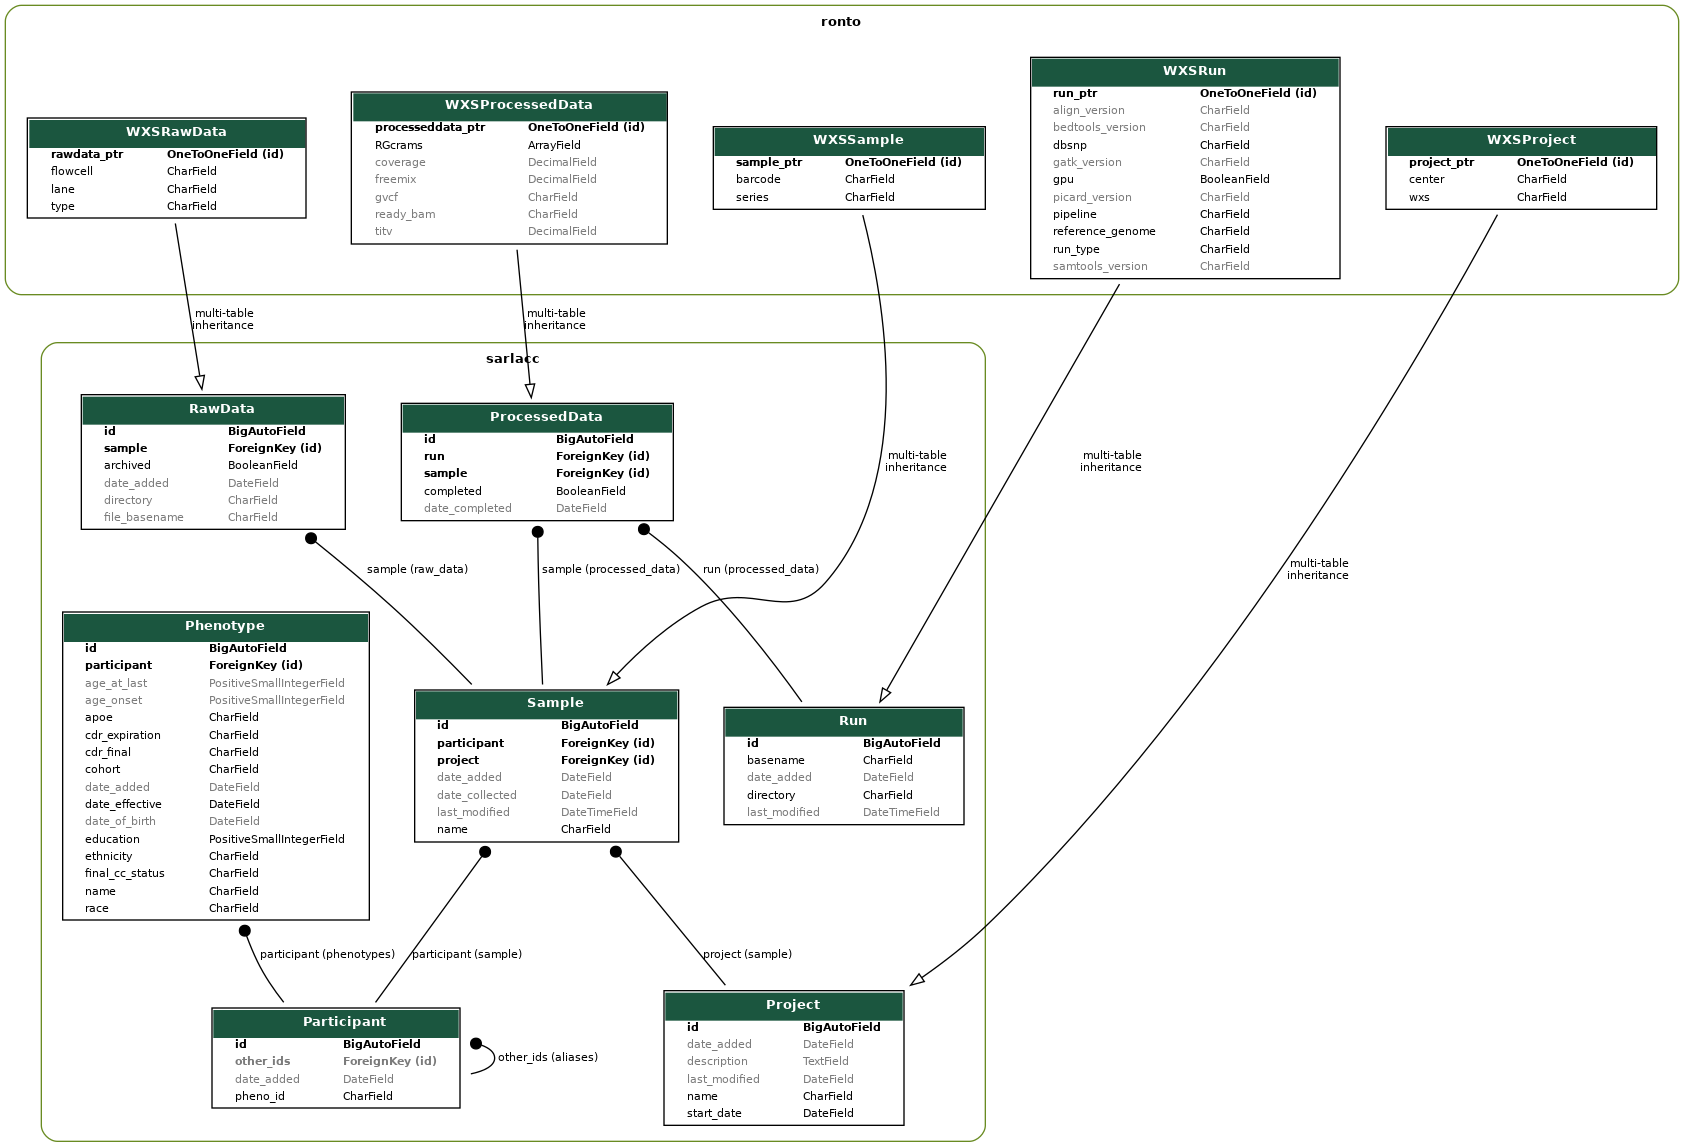 ronto
WXSRawData
rawdata_ptr OneToOneField (id)
flowcell CharField
lane CharField
type CharField
WXSProcessedData
processeddata_ptr OneToOneField (id)
RGcrams ArrayField
coverage DecimalField
freemix DecimalField
gvcf CharField
ready_bam CharField
titv DecimalField
WXSSample
sample_ptr OneToOneField (id)
barcode CharField
series CharField
WXSRun
run_ptr OneToOneField (id)
align_version CharField
bedtools_version CharField
dbsnp CharField
gatk_version CharField
gpu BooleanField
picard_version CharField
pipeline CharField
reference_genome CharField
run_type CharField
samtools_version CharField
WXSProject
project_ptr OneToOneField (id)
center CharField
wxs CharField
multi-table
inheritance
multi-table
inheritance
multi-table
inheritance
multi-table
inheritance
multi-table
inheritance
sarlacc
RawData
id BigAutoField
sample ForeignKey (id)
archived BooleanField
date_added DateField
directory CharField
file_basename CharField
ProcessedData
id BigAutoField
run ForeignKey (id)
sample ForeignKey (id)
completed BooleanField
date_completed DateField
sample (raw_data)
sample (processed_data)
run (processed_data)
Phenotype
id BigAutoField
participant ForeignKey (id)
age_at_last PositiveSmallIntegerField
age_onset PositiveSmallIntegerField
apoe CharField
cdr_expiration CharField
cdr_final CharField
cohort CharField
date_added DateField
date_effective DateField
date_of_birth DateField
education PositiveSmallIntegerField
ethnicity CharField
final_cc_status CharField
name CharField
race CharField
Sample
id BigAutoField
participant ForeignKey (id)
project ForeignKey (id)
date_added DateField
date_collected DateField
last_modified DateTimeField
name CharField
Run
id BigAutoField
basename CharField
date_added DateField
directory CharField
last_modified DateTimeField
participant (phenotypes)
participant (sample)
project (sample)
Participant
id BigAutoField
other_ids ForeignKey (id)
date_added DateField
pheno_id CharField
other_ids (aliases)
Project
id BigAutoField
date_added DateField
description TextField
last_modified DateField
name CharField
start_date DateField